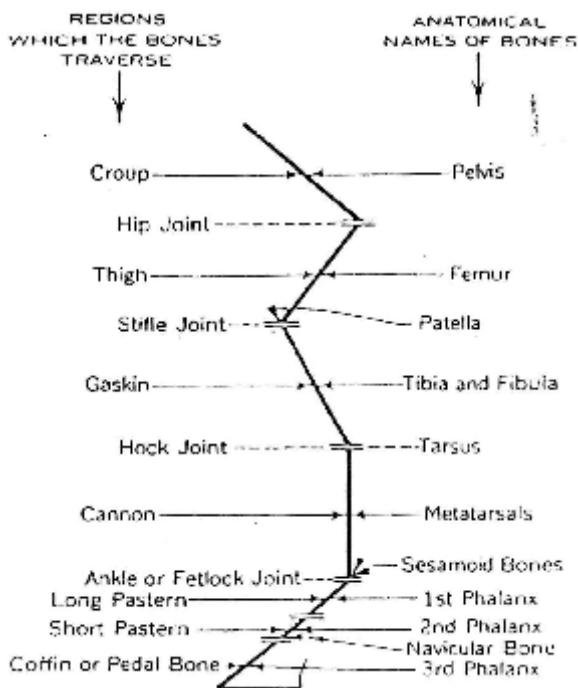 REGIONS
WHICH THE BONES
TRAVERSE
ANATOMICAL
NAMES OF BONES
Croup
Pelvis
Hip Joint
Thigh
Femur
Stifle Joint
Patella
Gaskin
Tibia and Fibula
Hock Joint
Tarsus
Cannon
Metatarsals
Ankle or Fetlock Joint
Sesamoid Bones
Long Pastern
1st Phalanx
Short Pastern
2nd Phalanx
Navicular Bone
Coffin or Pedal Bone
3rd Phalanx